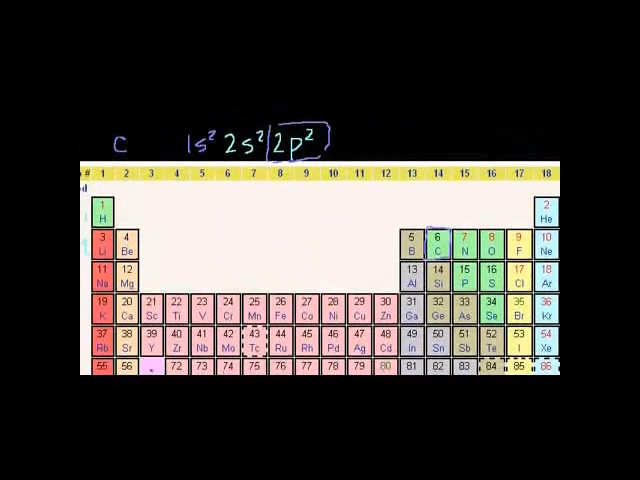 C 1s² 2s² 2p²
# 1 2 3 4 5 6 7 8 9 10 11 12 13 14 15 16 17 18
d
1 2
H He
3 4 5 6 7 8 9 10
Li Be B C N O F Ne
11 12 13 14 15 16 17 18
Na Mg Al Si P S Cl Ar
19 20 21 22 23 24 25 26 27 28 29 30 31 32 33 34 35 36
K Ca Sc Ti V Cr Mn Fe Co Ni Cu Zn Ga Ge As Se Br Kr
37 38 39 40 41 42 43 44 45 46 47 48 49 50 51 52 53 54
Rb Sr Y Zr Nb Mo Tc Ru Rh Pd Ag Cd In Sn Sb Te I Xe
55 56 * 72 73 74 75 76 77 78 79 80 81 82 83 84 85 86